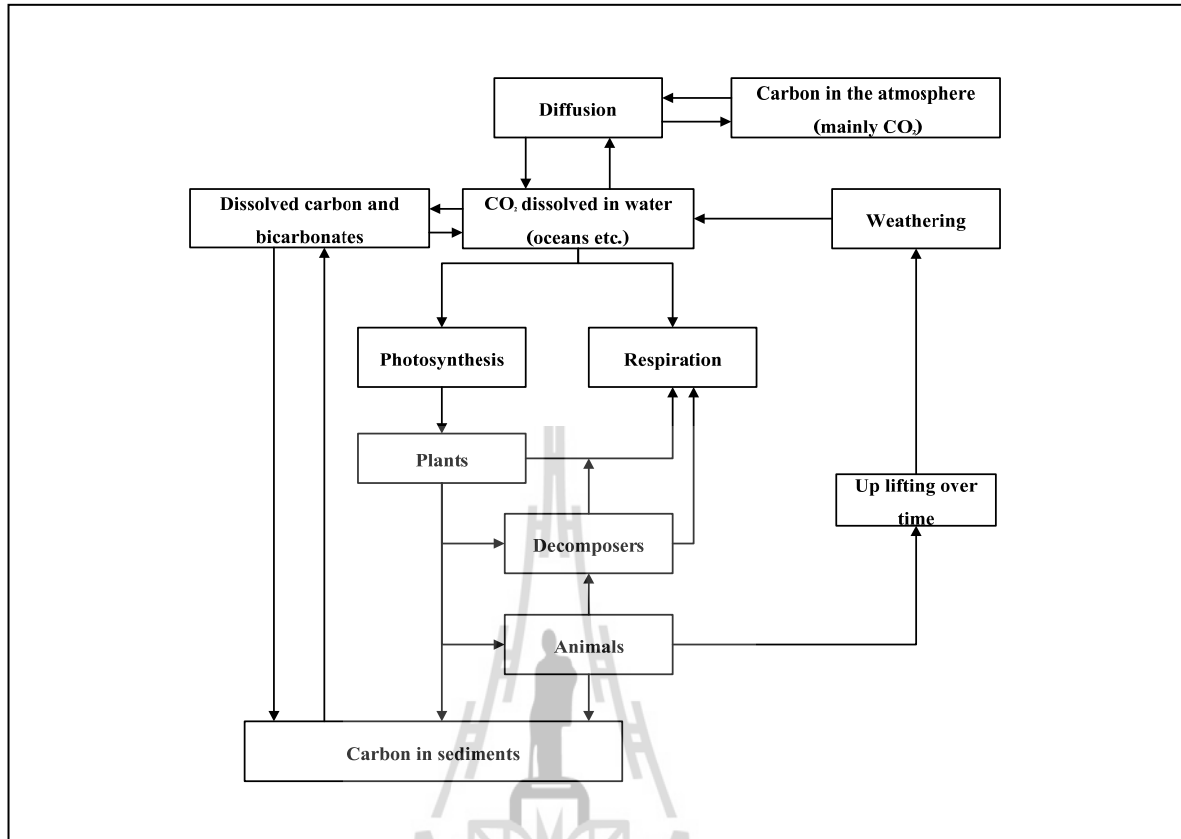 Diffusion
Carbon in the atmosphere
(mainly CO₂)
Dissolved carbon and
bicarbonates
CO₂ dissolved in water
(oceans etc.)
Weathering
Photosynthesis
Respiration
Plants
Up lifting over
time
Decomposers
Animals
Carbon in sediments